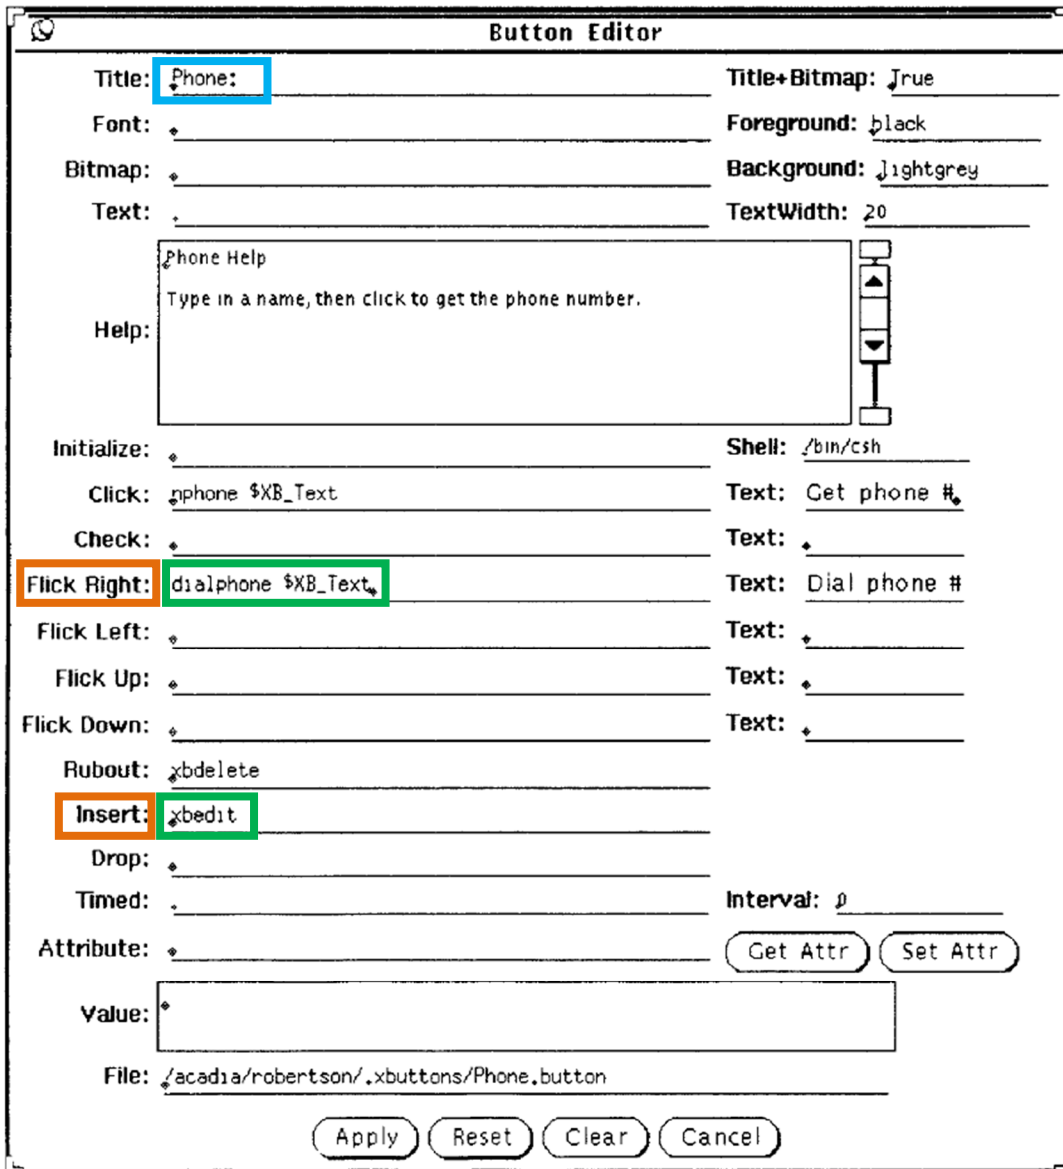 Button Editor
Title: Phone: Title+Bitmap: True
Font: Foreground: black
Bitmap: Background: lightgrey
Text: TextWidth: 20
Phone Help
Type in a name, then click to get the phone number.
Help:
Initialize: Shell: /bin/csh
Click: nphone $XB_Text Text: Get phone #
Check: Text:
Flick Right: dialphone $XB_Text Text: Dial phone #
Flick Left: Text:
Flick Up: Text:
Flick Down: Text:
Rubout: xbdelete
Insert: xbedit
Drop:
Timed: Interval: 0
Attribute: Get Attr Set Attr
Value:
File: /acadia/robertson/.xbuttons/Phone.button
Apply Reset Clear Cancel